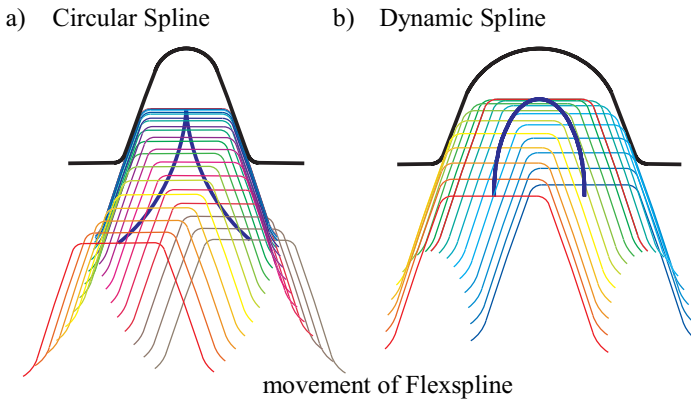 a) Circular Spline
b) Dynamic Spline
movement of Flexspline